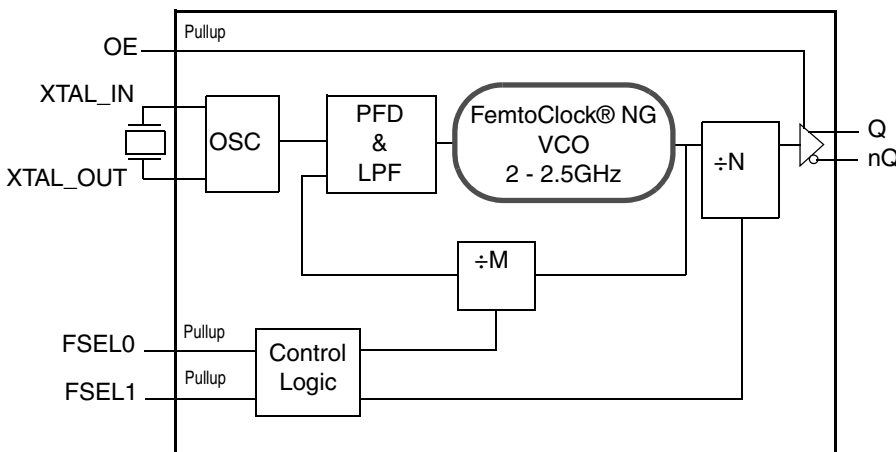 Pullup
OE
XTAL_IN
OSC
XTAL_OUT
PFD
&
LPF
FemtoClock® NG
VCO
2 - 2.5GHz
÷N
Q
nQ
÷M
FSEL0
Pullup
FSEL1
Pullup
Control
Logic